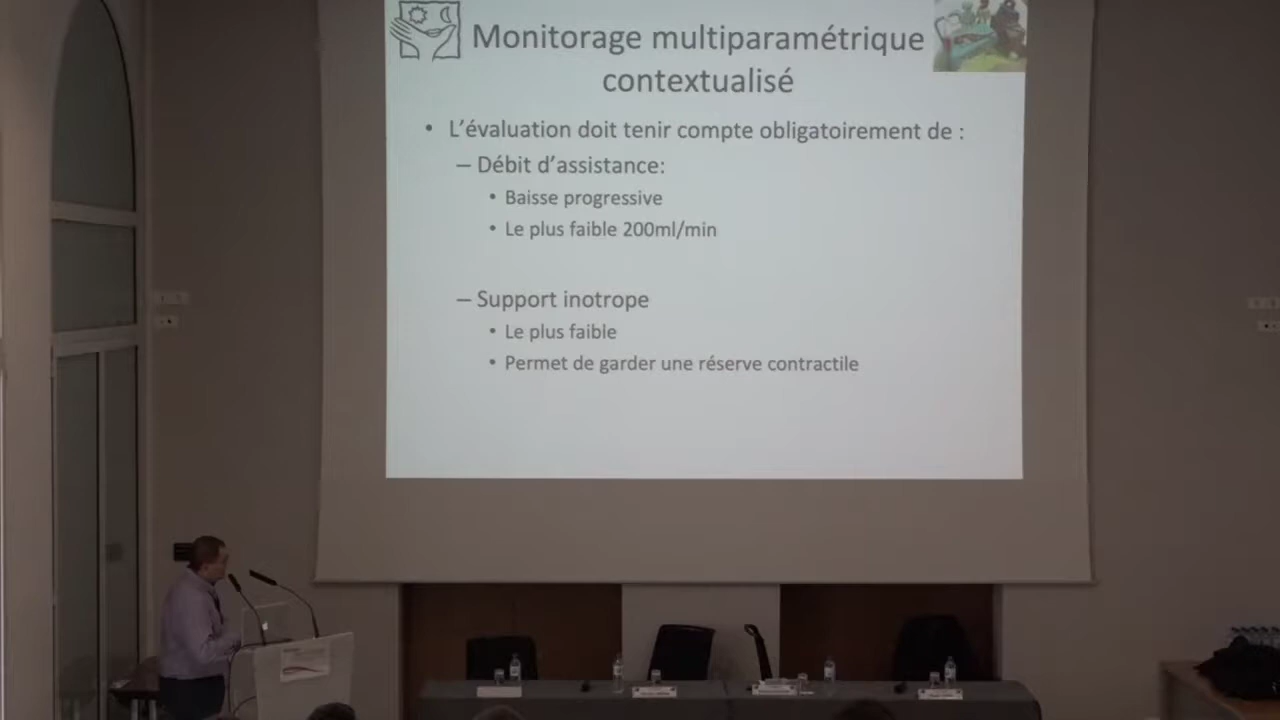 Monitorage multiparamétrique
contextualisé
• L’évaluation doit tenir compte obligatoirement de :
– Débit d’assistance:
• Baisse progressive
• Le plus faible 200ml/min
– Support inotrope
• Le plus faible
• Permet de garder une réserve contractile